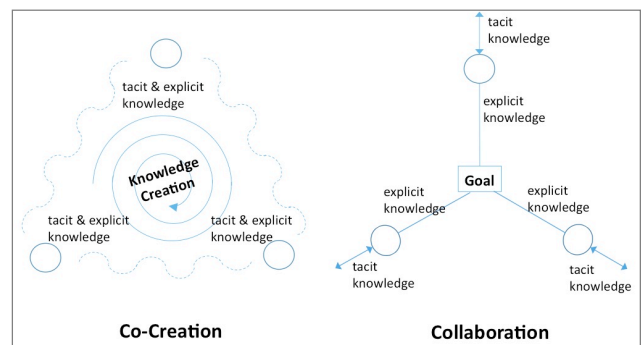 tacit & explicit
knowledge
Knowledge
Creation
tacit & explicit
knowledge
tacit & explicit
knowledge
Co-Creation
tacit
knowledge
explicit
knowledge
Goal
explicit
knowledge
explicit
knowledge
tacit
knowledge
tacit
knowledge
Collaboration